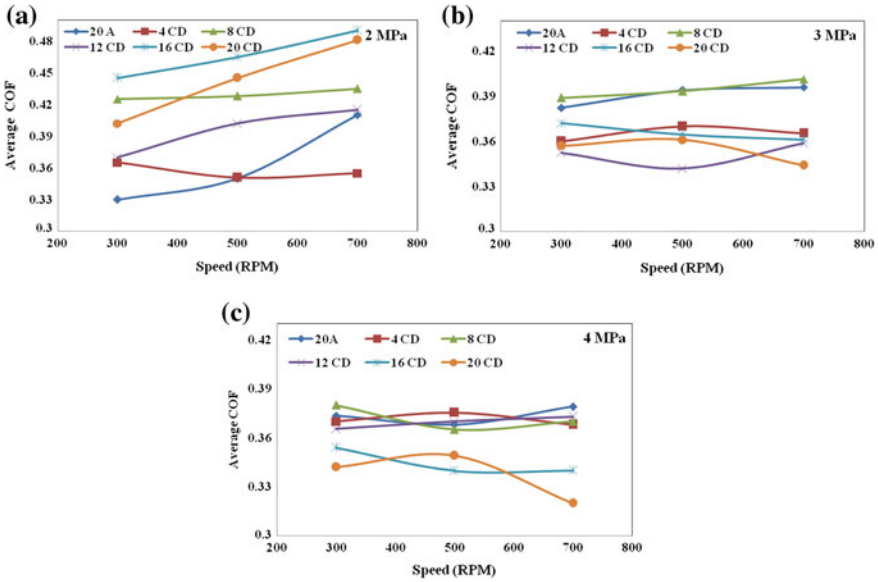 (a)
20 A 4 CD 8 CD
12 CD 16 CD 20 CD
2 MPa
Average COF
0.48
0.45
0.42
0.39
0.36
0.33
0.3
200 300 400 500 600 700 800
Speed (RPM)
(b)
20A 4 CD 8 CD
12 CD 16 CD 20 CD
3 MPa
Average COF
0.42
0.39
0.36
0.33
0.3
200 300 400 500 600 700 800
Speed (RPM)
(c)
20A 4 CD 8 CD
12 CD 16 CD 20 CD
4 MPa
Average COF
0.42
0.39
0.36
0.33
0.3
200 300 400 500 600 700 800
Speed (RPM)